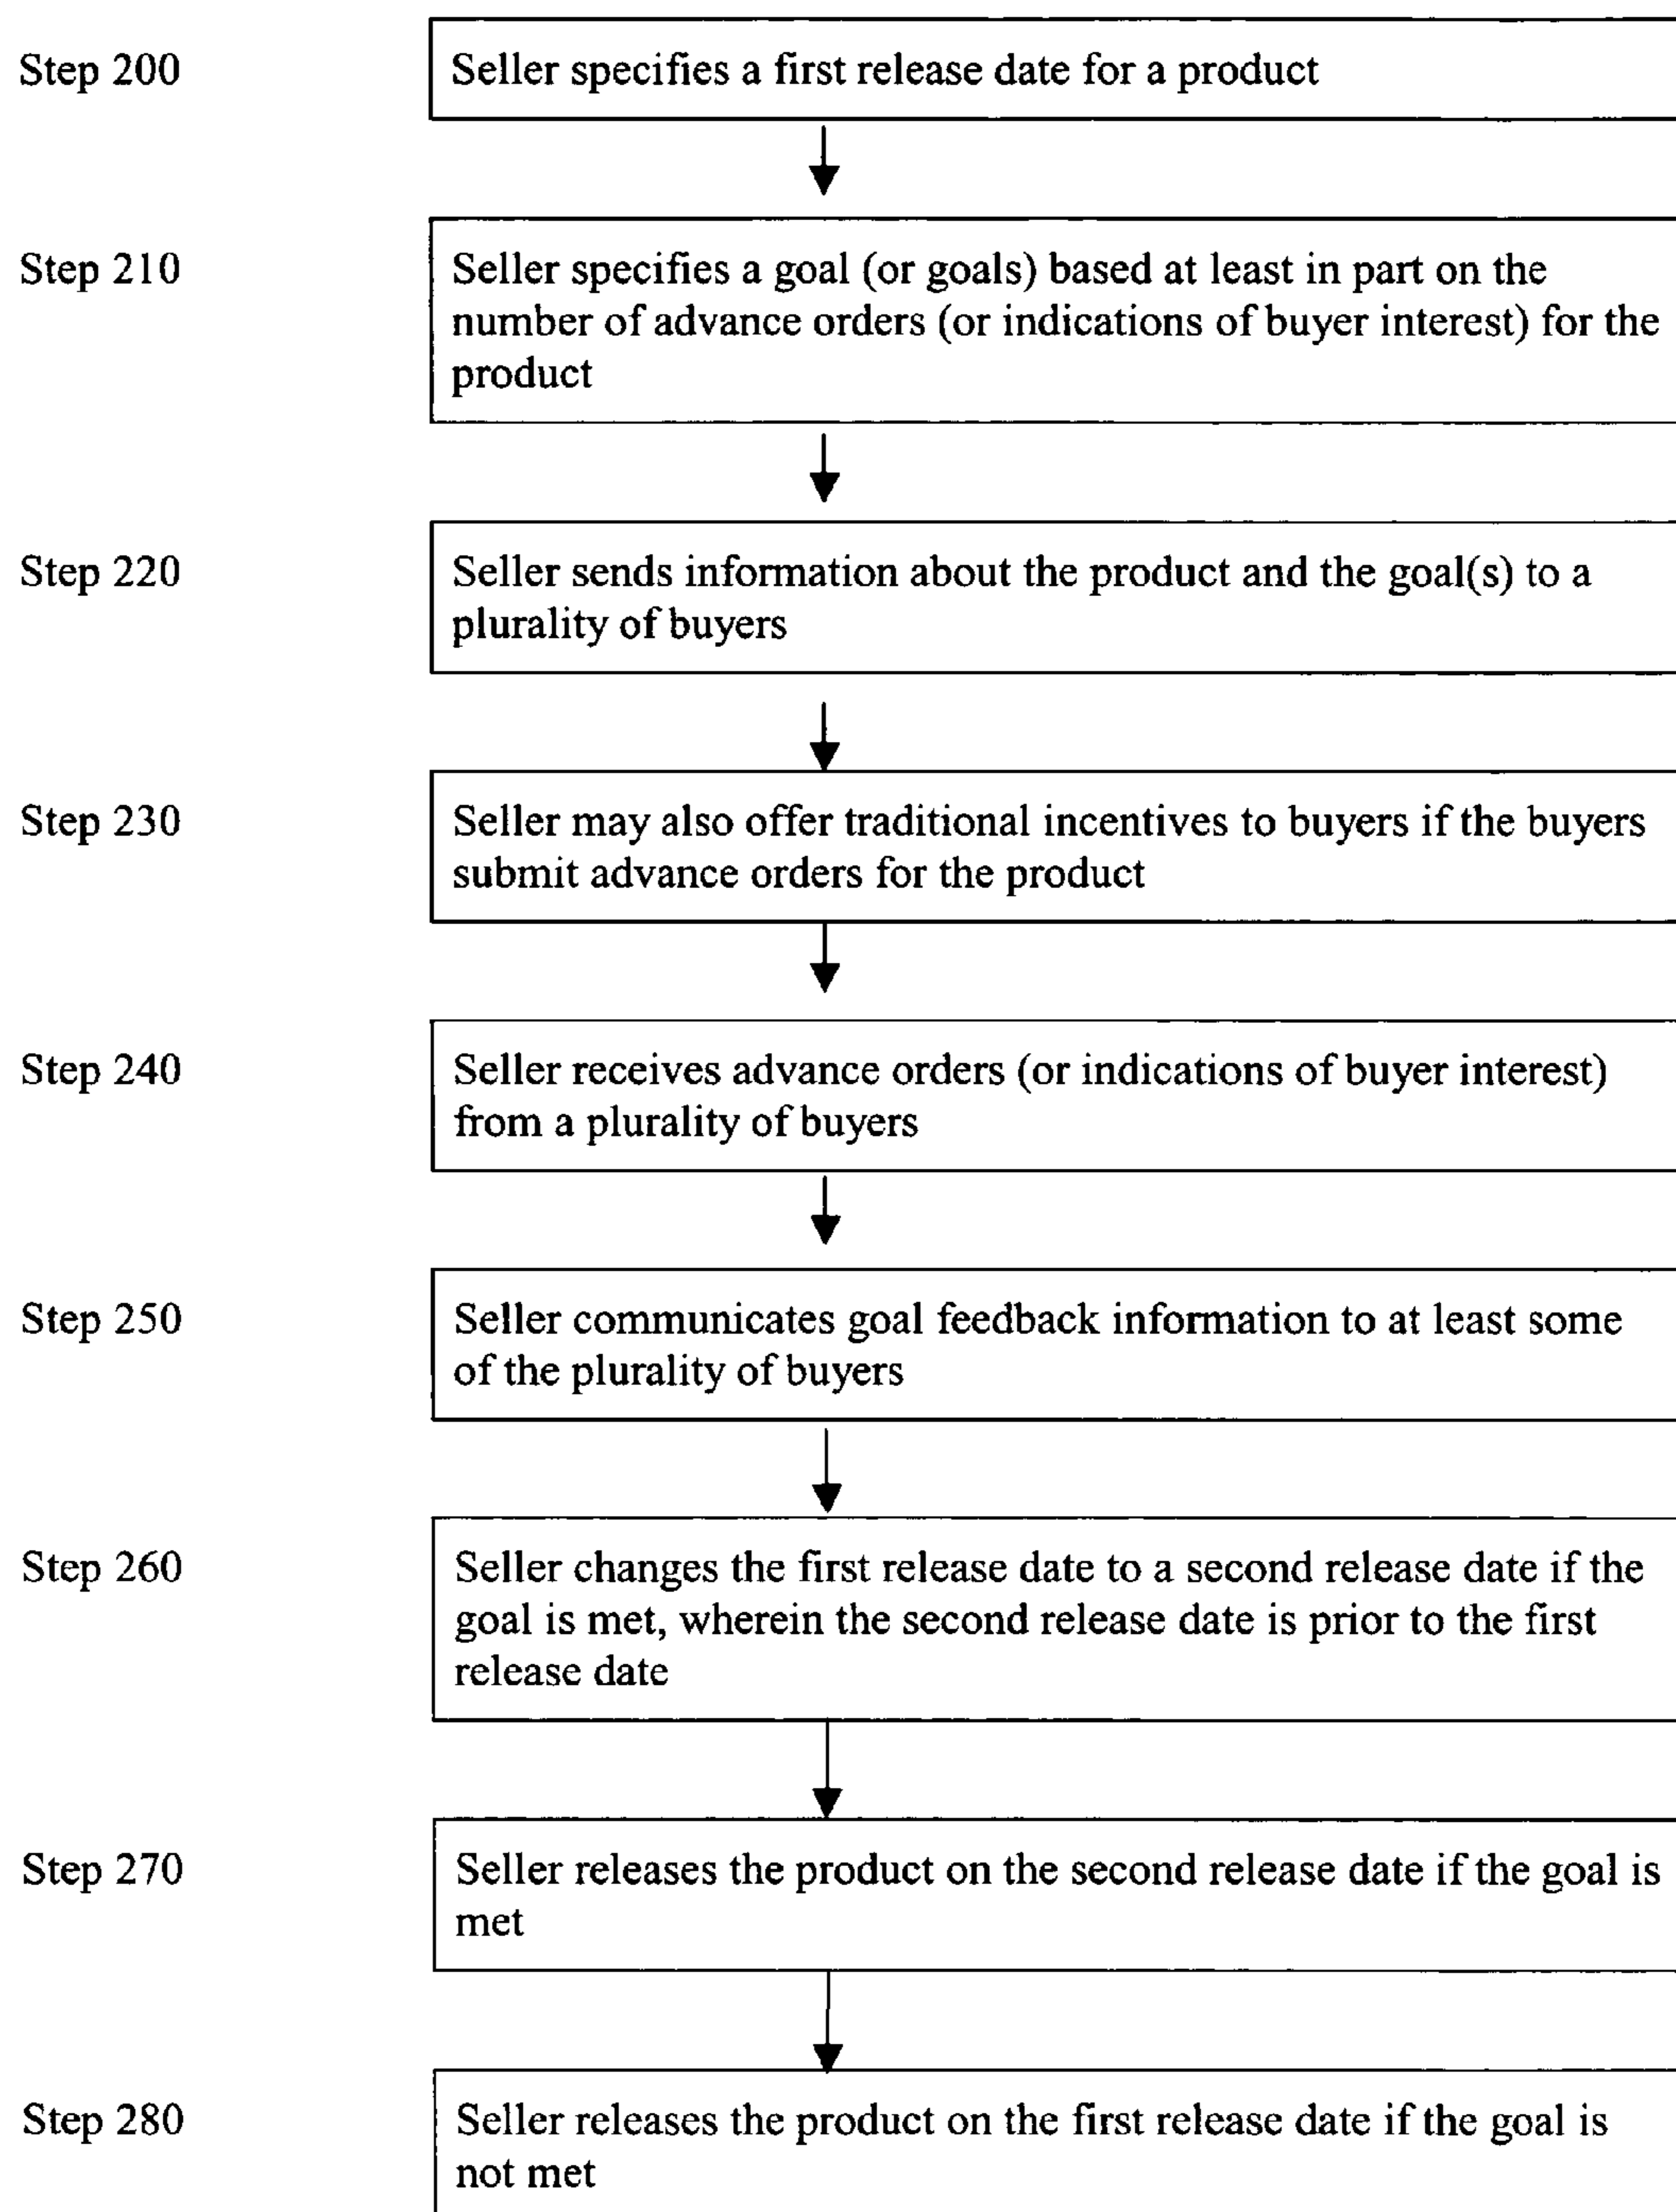 Step 200
Seller specifies a first release date for a product
Step 210
Seller specifies a goal (or goals) based at least in part on the
number of advance orders (or indications of buyer interest) for the
product
Step 220
Seller sends information about the product and the goal(s) to a
plurality of buyers
Step 230
Seller may also offer traditional incentives to buyers if the buyers
submit advance orders for the product
Step 240
Seller receives advance orders (or indications of buyer interest)
from a plurality of buyers
Step 250
Seller communicates goal feedback information to at least some
of the plurality of buyers
Step 260
Seller changes the first release date to a second release date if the
goal is met, wherein the second release date is prior to the first
release date
Step 270
Seller releases the product on the second release date if the goal is
met
Step 280
Seller releases the product on the first release date if the goal is
not met